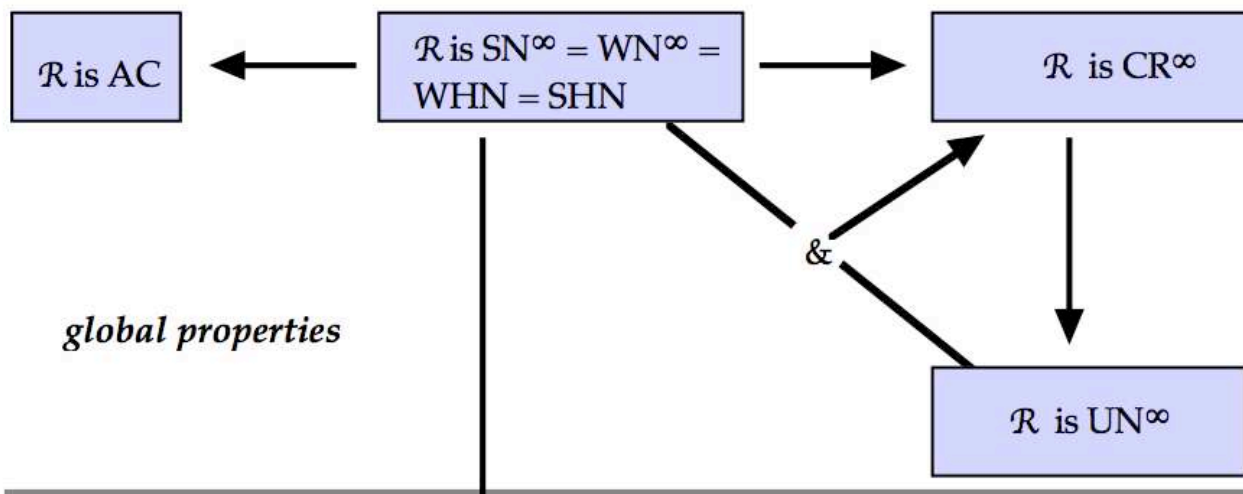 ℛ is AC
ℛ is SN∞ = WN∞ =
WHN = SHN
ℛ is CR∞
&
global properties
ℛ is UN∞